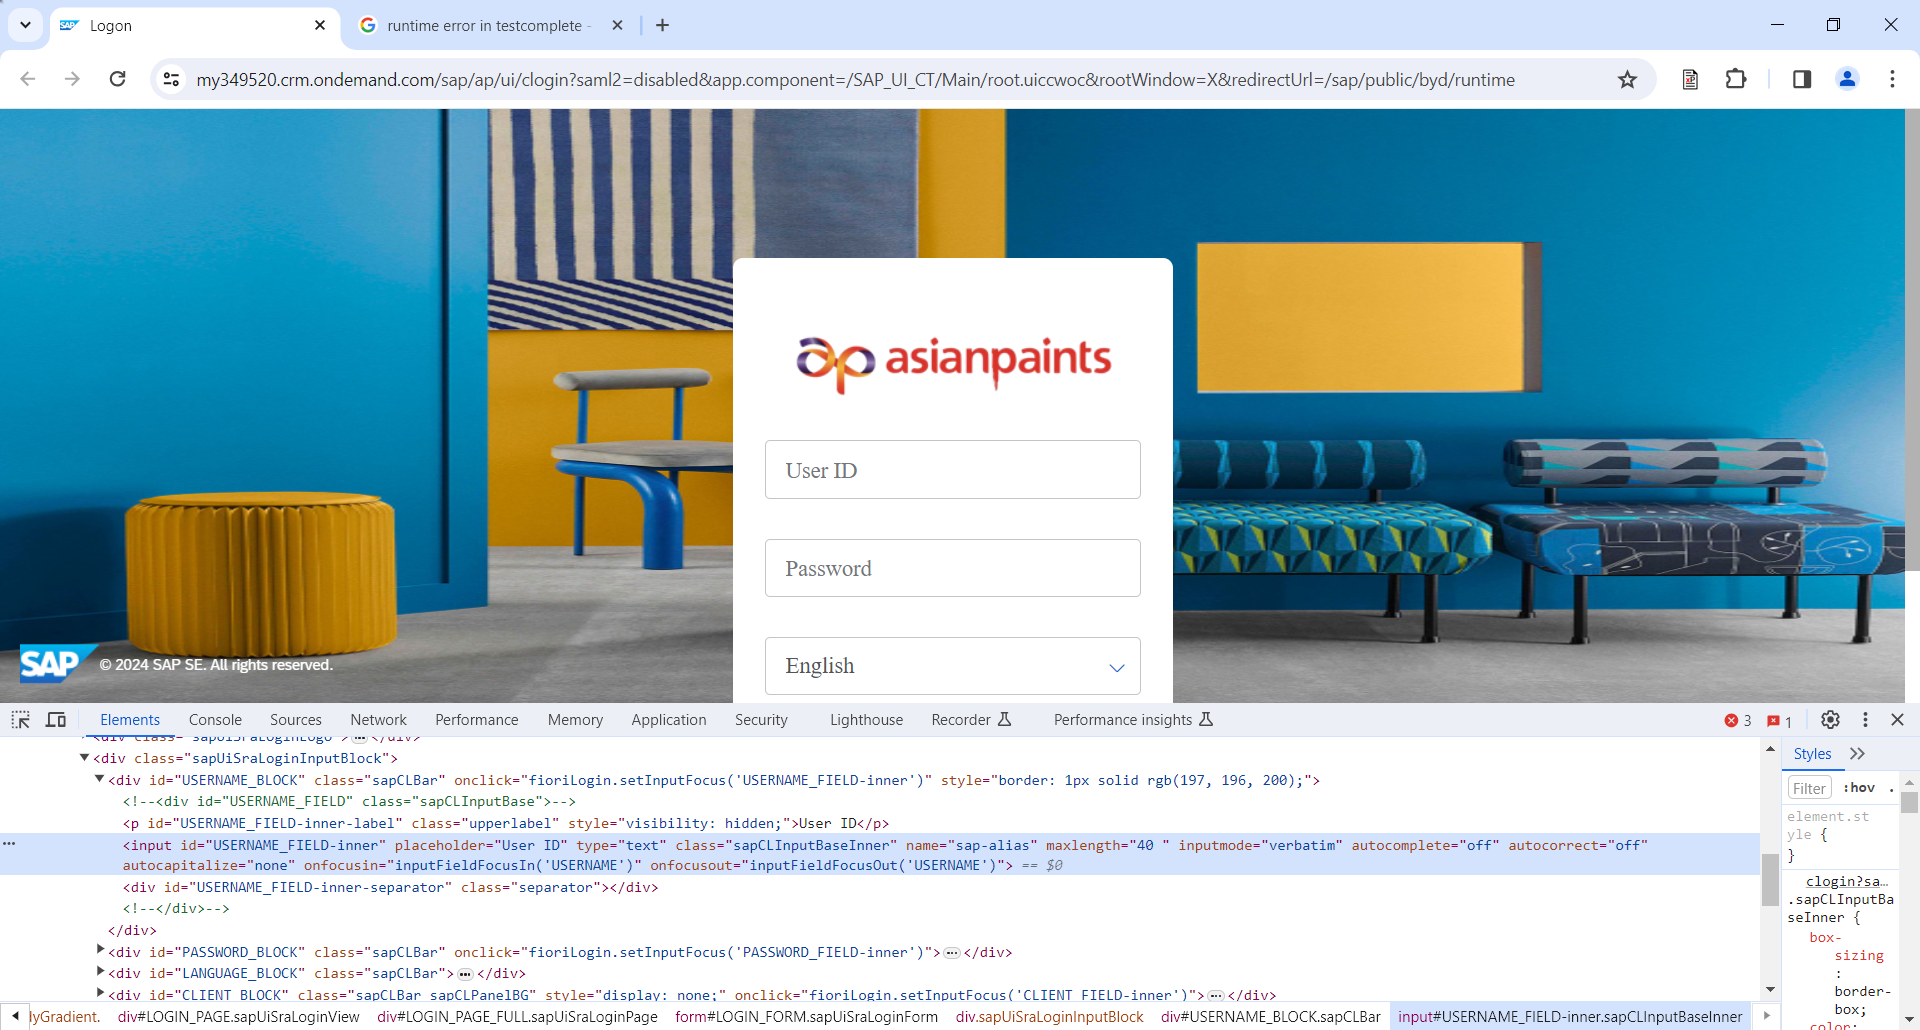 Logon
runtime error in testcomplete -
my349520.crm.ondemand.com/sap/ap/ui/clogin?saml2=disabled&app.component=/SAP_UI_CT/Main/root.uiccwoc&rootWindow=X&redirectUrl=/sap/public/byd/runtime
asianpaints
User ID
Password
English
SAP © 2024 SAP SE. All rights reserved.
Elements Console Sources Network Performance Memory Application Security Lighthouse Recorder Performance insights 3 1
<div class="sapUiSraLoginLogo">…</div>
<div class="sapUiSraLoginInputBlock">
<div id="USERNAME_BLOCK" class="sapCLBar" onclick="fioriLogin.setInputFocus('USERNAME_FIELD-inner')" style="border: 1px solid rgb(197, 196, 200);">
<!--<div id="USERNAME_FIELD" class="sapCLInputBase">-->
<p id="USERNAME_FIELD-inner-label" class="upperlabel" style="visibility: hidden;">User ID</p>
<input id="USERNAME_FIELD-inner" placeholder="User ID" type="text" class="sapCLInputBaseInner" name="sap-alias" maxlength="40 " inputmode="verbatim" autocomplete="off" autocorrect="off"
autocapitalize="none" onfocusin="inputFieldFocusIn('USERNAME')" onfocusout="inputFieldFocusOut('USERNAME')"> == $0
<div id="USERNAME_FIELD-inner-separator" class="separator"></div>
<!--</div>-->
</div>
<div id="PASSWORD_BLOCK" class="sapCLBar" onclick="fioriLogin.setInputFocus('PASSWORD_FIELD-inner')">…</div>
<div id="LANGUAGE_BLOCK" class="sapCLBar">…</div>
<div id="CLIENT_BLOCK" class="sapCLBar sapCLPanelBG" style="display: none;" onclick="fioriLogin.setInputFocus('CLIENT_FIELD-inner')">…</div>
lyGradient. div#LOGIN_PAGE.sapUiSraLoginView div#LOGIN_PAGE_FULL.sapUiSraLoginPage form#LOGIN_FORM.sapUiSraLoginForm div.sapUiSraLoginInputBlock div#USERNAME_BLOCK.sapCLBar input#USERNAME_FIELD-inner.sapCLInputBaseInner
Styles
Filter :hov .
element.st
yle {
}
clogin?sa…
.sapCLInputBa
seInner {
box-
sizing
:
border-
box;
color: